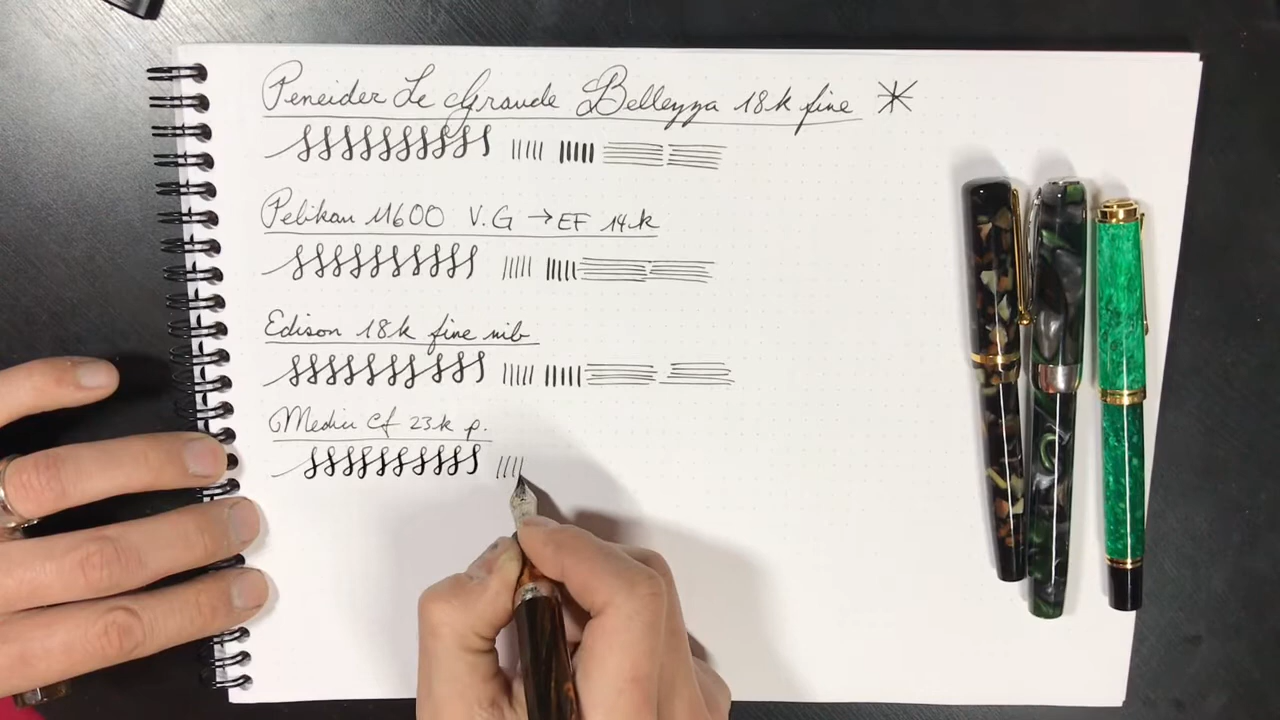 Peneider Le Grande Bellezza 18k fine
Pelikan M600 V.G → EF 14k
Edison 18k fine nib
Medici Cf 23k p.